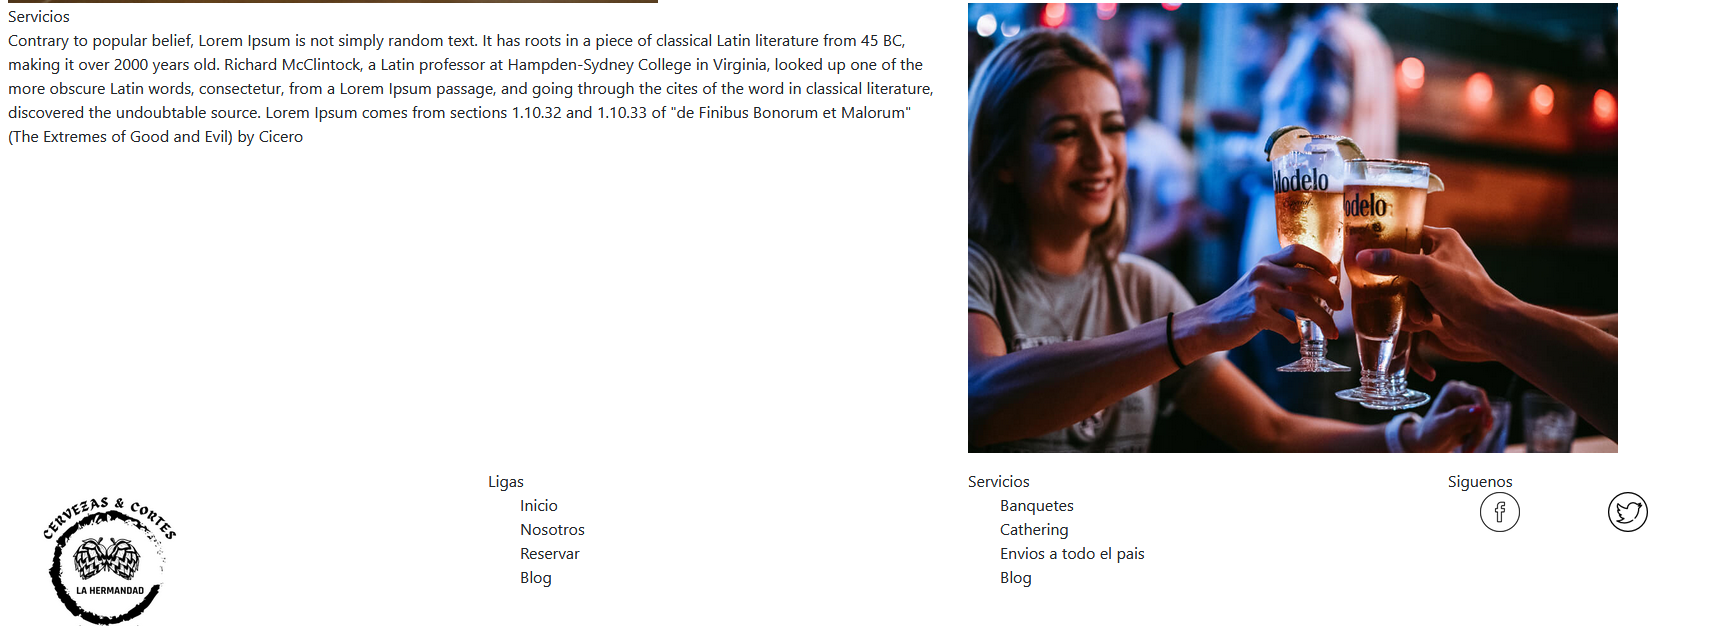 Servicios
Contrary to popular belief, Lorem Ipsum is not simply random text. It has roots in a piece of classical Latin literature from 45 BC,
making it over 2000 years old. Richard McClintock, a Latin professor at Hampden-Sydney College in Virginia, looked up one of the
more obscure Latin words, consectetur, from a Lorem Ipsum passage, and going through the cites of the word in classical literature,
discovered the undoubtable source. Lorem Ipsum comes from sections 1.10.32 and 1.10.33 of "de Finibus Bonorum et Malorum"
(The Extremes of Good and Evil) by Cicero
Modelo
Modelo
CERVEZAS & CORTES
LA HERMANDAD
Ligas
Inicio
Nosotros
Reservar
Blog
Servicios
Banquetes
Cathering
Envios a todo el pais
Blog
Siguenos